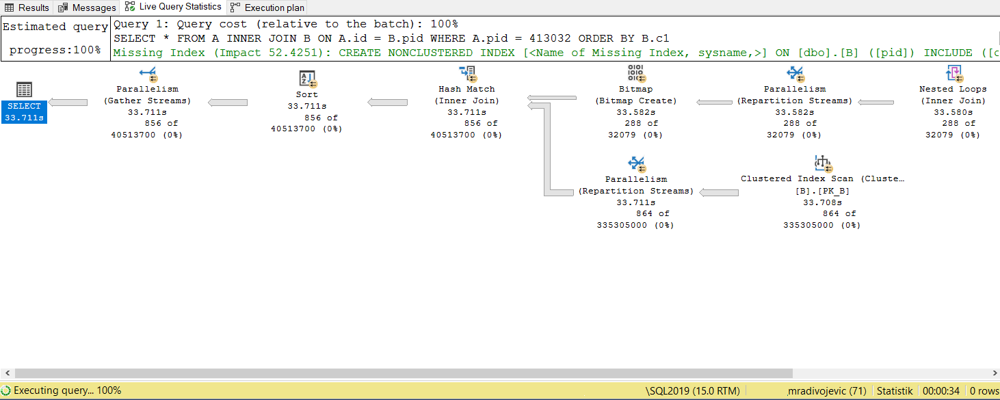 Results Messages Live Query Statistics Execution plan
Estimated query
progress:100%
Query 1: Query cost (relative to the batch): 100%
SELECT * FROM A INNER JOIN B ON A.id = B.pid WHERE A.pid = 413032 ORDER BY B.c1
Missing Index (Impact 52.4251): CREATE NONCLUSTERED INDEX [<Name of Missing Index, sysname,>] ON [dbo].[B] ([pid]) INCLUDE ([c
SELECT
33.711s
Parallelism
(Gather Streams)
33.711s
856 of
40513700 (0%)
Sort
33.711s
856 of
40513700 (0%)
Hash Match
(Inner Join)
33.711s
856 of
40513700 (0%)
Bitmap
(Bitmap Create)
33.582s
288 of
32079 (0%)
Parallelism
(Repartition Streams)
33.582s
288 of
32079 (0%)
Nested Loops
(Inner Join)
33.580s
288 of
32079 (0%)
Parallelism
(Repartition Streams)
33.711s
864 of
335305000 (0%)
Clustered Index Scan (Cluste…
[B].[PK_B]
33.708s
864 of
335305000 (0%)
Executing query... 100% \SQL2019 (15.0 RTM) mradivojevic (71) Statistik 00:00:34 0 rows